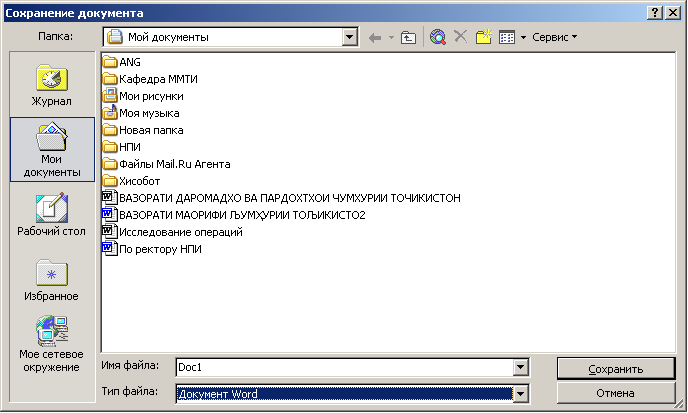 Сохранение документа
Папка: Мой документы Сервис
Журнал
Мои документы
Рабочий стол
Избранное
Мое сетевое окружение
ANG
Кафедра ММТИ
Мои рисунки
Моя музыка
Новая папка
НПИ
Файлы Mail.Ru Агента
Хисобот
ВАЗОРАТИ ДАРОМАДХО ВА ПАРДОХТХОИ ЧУМХУРИИ ТОЧИКИСТОН
ВАЗОРАТИ МАОРИФИ ЉУМҲУРИИ ТОЉИКИСТО2
Исследование операций
По ректору НПИ
Имя файла: Doc1 Сохранить
Тип файла: Документ Word Отмена